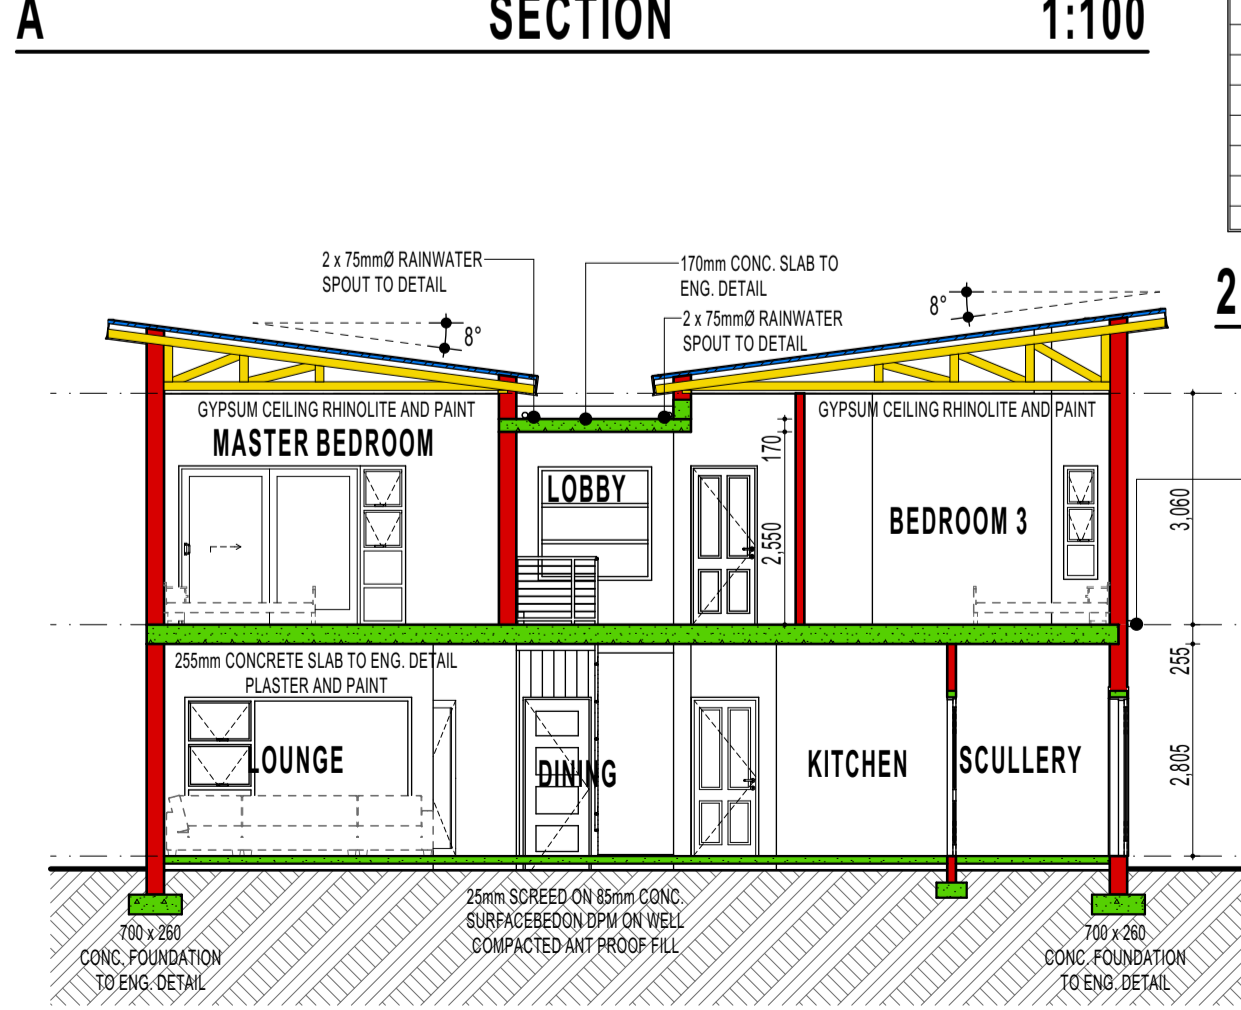 A SECTION 1:100
2 x 75mmØ RAINWATER
SPOUT TO DETAIL
170mm CONC. SLAB TO
ENG. DETAIL
2 x 75mmØ RAINWATER
SPOUT TO DETAIL
8°
8°
2
GYPSUM CEILING RHINOLITE AND PAINT
MASTER BEDROOM
GYPSUM CEILING RHINOLITE AND PAINT
LOBBY
BEDROOM 3
170
2,550
3,060
255mm CONCRETE SLAB TO ENG. DETAIL
PLASTER AND PAINT
255
LOUNGE
DINING
KITCHEN
SCULLERY
2,805
25mm SCREED ON 85mm CONC.
SURFACEBEDON DPM ON WELL
COMPACTED ANT PROOF FILL
700 x 260
CONC. FOUNDATION
TO ENG. DETAIL
700 x 260
CONC. FOUNDATION
TO ENG. DETAIL